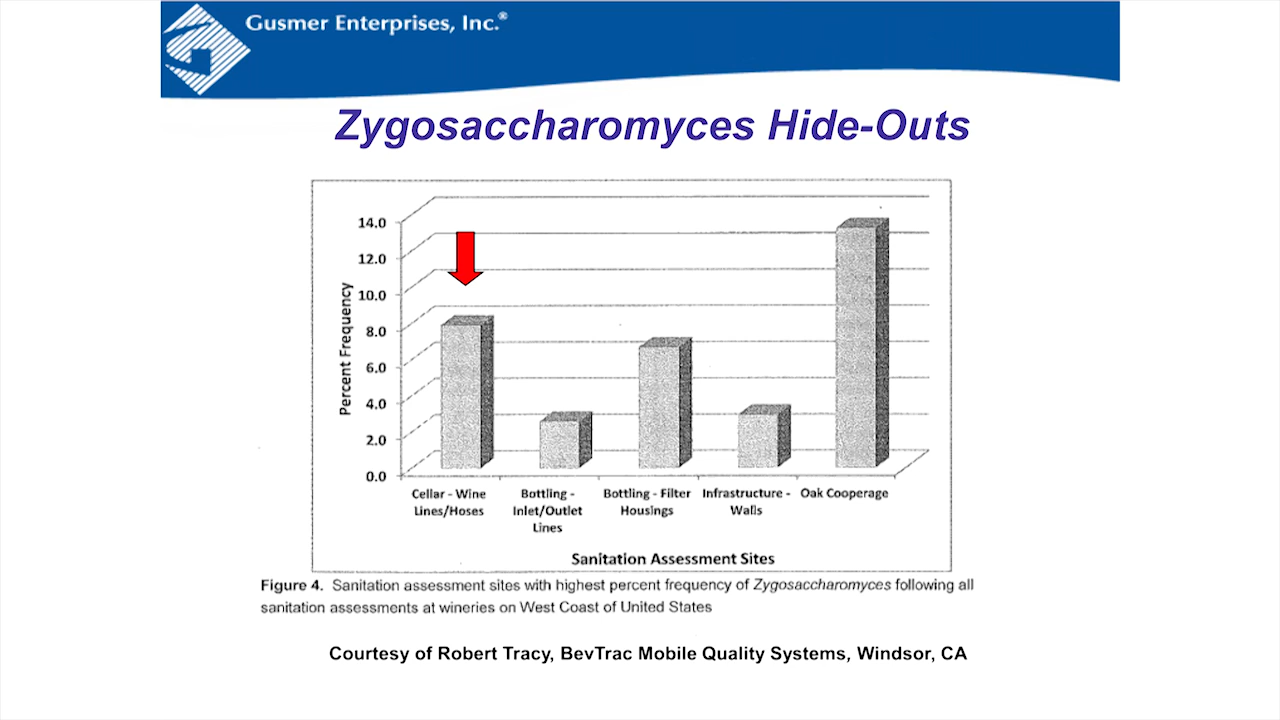 Gusmer Enterprises, Inc.®
Zygosaccharomyces Hide-Outs
14.0
12.0
10.0
8.0
6.0
4.0
2.0
0.0
Percent Frequency
Cellar - Wine
Lines/Hoses
Bottling -
Inlet/Outlet
Lines
Bottling - Filter
Housings
Infrastructure -
Walls
Oak Cooperage
Sanitation Assessment Sites
Figure 4. Sanitation assessment sites with highest percent frequency of Zygosaccharomyces following all
sanitation assessments at wineries on West Coast of United States
Courtesy of Robert Tracy, BevTrac Mobile Quality Systems, Windsor, CA